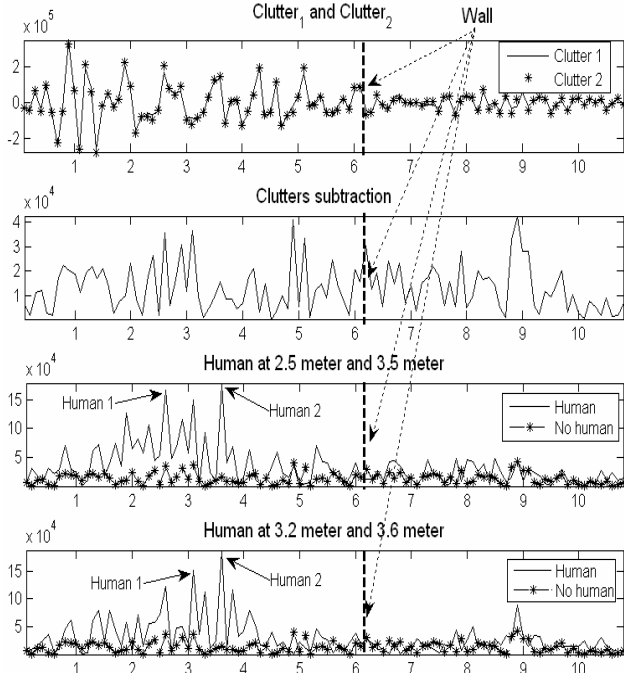 Clutter1 and Clutter2
Wall
x 10^5
2
0
-2
Clutter 1
Clutter 2
1 2 3 4 5 6 7 8 9 10
Clutters subtraction
x 10^4
4
3
2
1
1 2 3 4 5 6 7 8 9 10
Human at 2.5 meter and 3.5 meter
x 10^4
15
10
5
Human 1
Human 2
Human
No human
1 2 3 4 5 6 7 8 9 10
Human at 3.2 meter and 3.6 meter
x 10^4
15
10
5
Human 1
Human 2
Human
No human
1 2 3 4 5 6 7 8 9 10